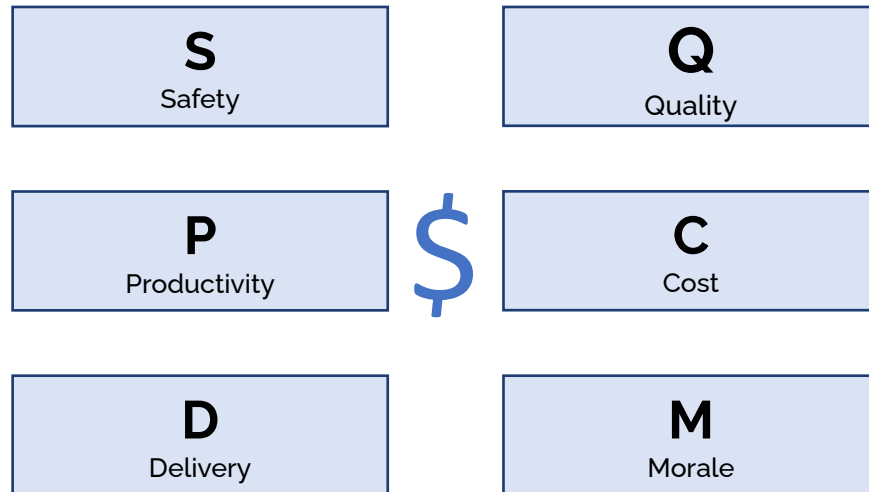 S
Safety
Q
Quality
P
Productivity
$
C
Cost
D
Delivery
M
Morale